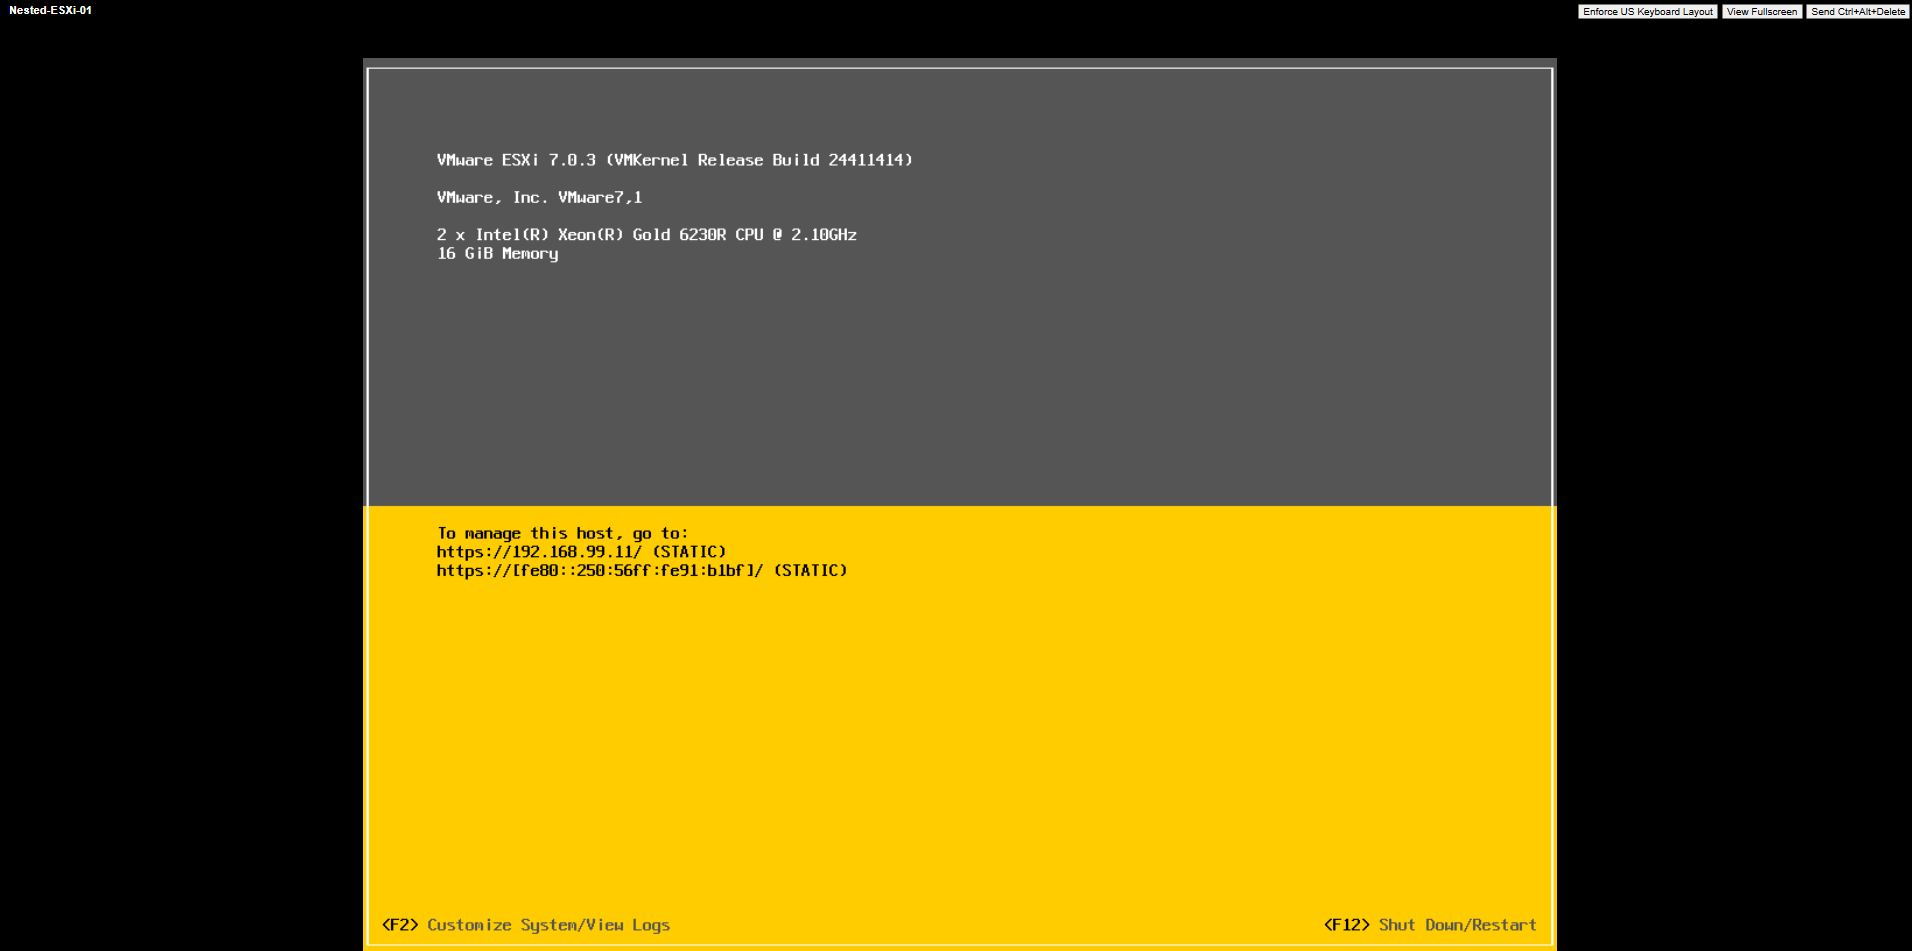 Nested-ESXi-01
Enforce US Keyboard Layout View Fullscreen Send Ctrl+Alt+Delete
VMware ESXi 7.0.3 (VMKernel Release Build 24411414)
VMware, Inc. VMware7,1
2 x Intel(R) Xeon(R) Gold 6230R CPU @ 2.10GHz
16 GiB Memory
To manage this host, go to:
https://192.168.99.11/ (STATIC)
https://[fe80::250:56ff:fe91:b1bf]/ (STATIC)
<F2> Customize System/View Logs <F12> Shut Down/Restart